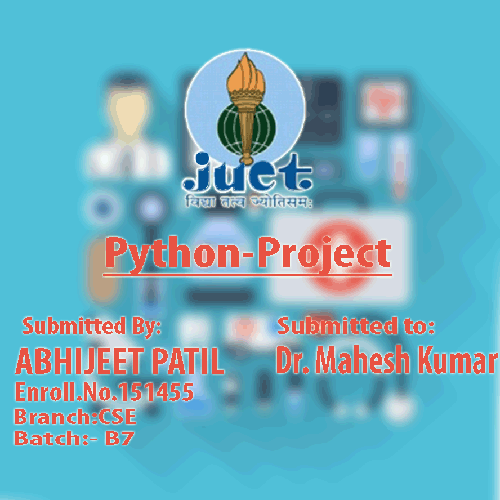 juet
विद्या तत्व ज्योतिसमः
Python-Project
Submitted By:
ABHIJEET PATIL
Enroll.No.151455
Branch:CSE
Batch:- B7
Submitted to:
Dr. Mahesh Kumar